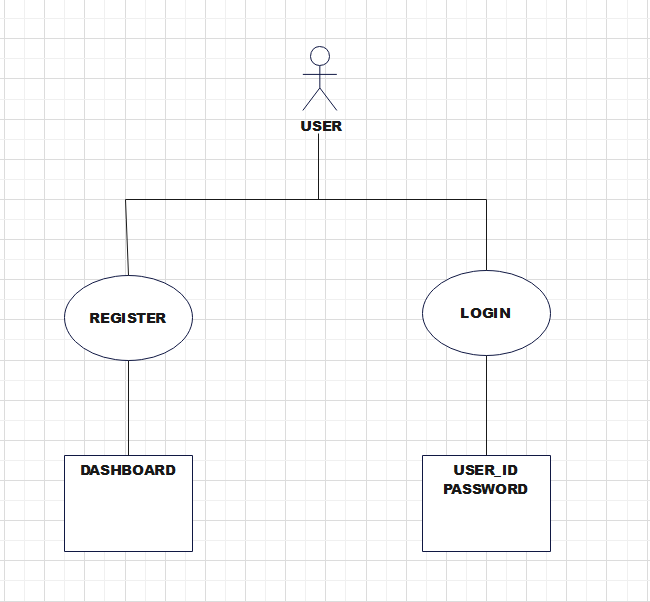 USER
REGISTER
LOGIN
DASHBOARD
USER_ID
PASSWORD